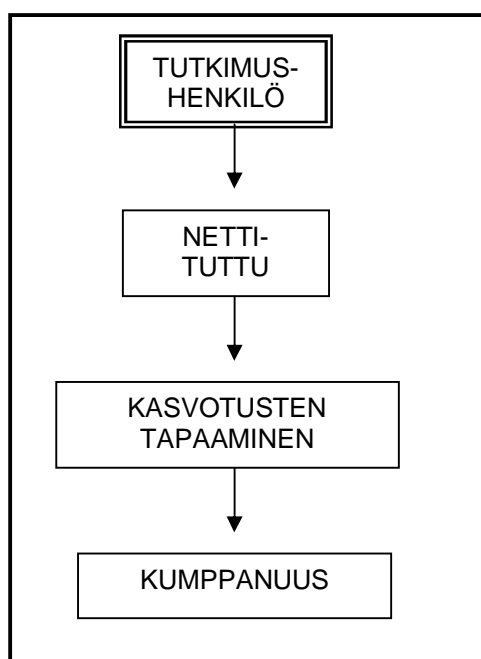 TUTKIMUS-
HENKILÖ
NETTI-
TUTTU
KASVOTUSTEN
TAPAAMINEN
KUMPPANUUS